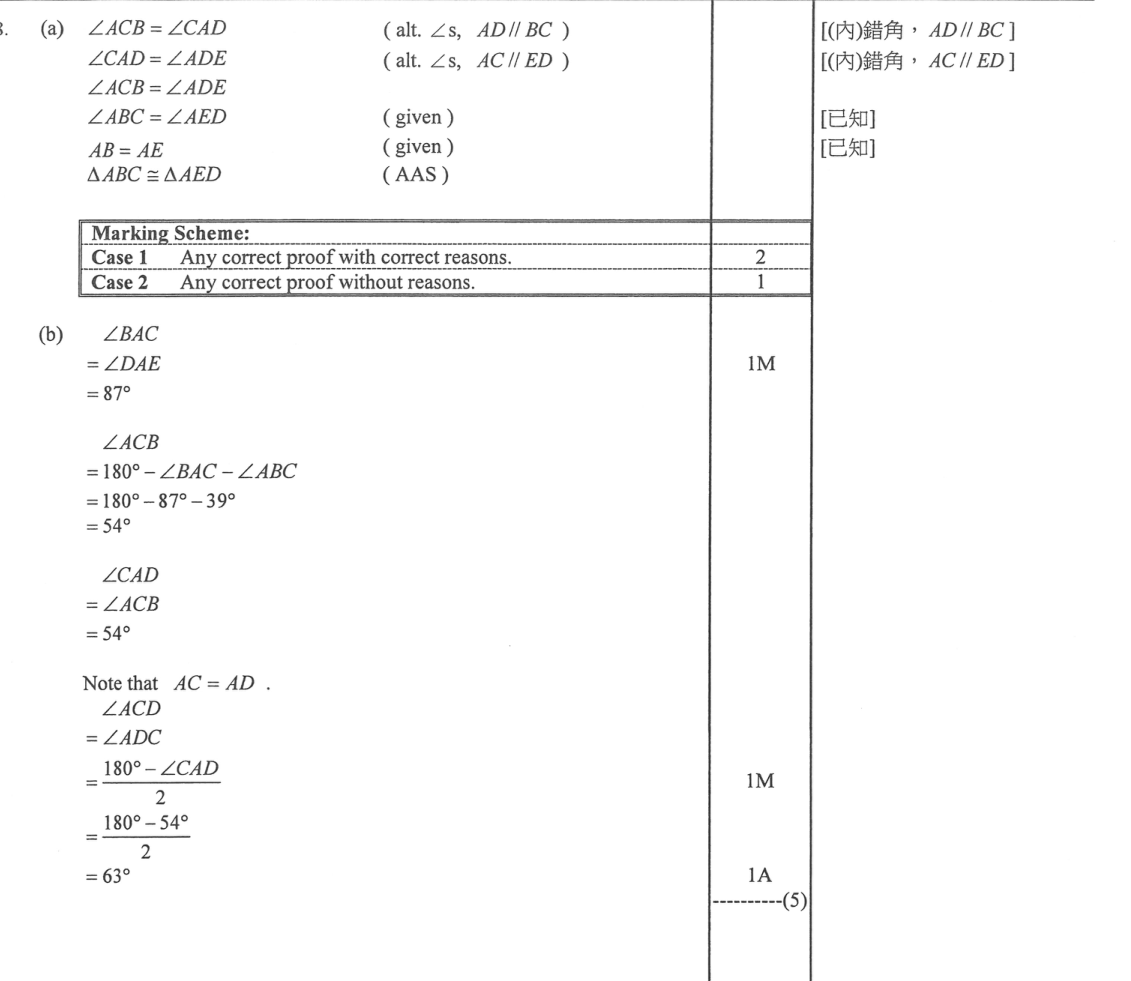 8. (a) ∠ACB = ∠CAD ( alt. ∠s, AD // BC ) [(內)錯角, AD // BC ]
∠CAD = ∠ADE ( alt. ∠s, AC // ED ) [(內)錯角, AC // ED ]
∠ACB = ∠ADE
∠ABC = ∠AED ( given ) [已知]
AB = AE ( given ) [已知]
ΔABC ≅ ΔAED ( AAS )
Marking Scheme:
Case 1 Any correct proof with correct reasons. 2
Case 2 Any correct proof without reasons. 1
(b) ∠BAC
= ∠DAE 1M
= 87°
∠ACB
= 180° – ∠BAC – ∠ABC
= 180° – 87° – 39°
= 54°
∠CAD
= ∠ACB
= 54°
Note that AC = AD .
∠ACD
= ∠ADC
= (180° – ∠CAD)/2 1M
= (180° – 54°)/2
= 63° 1A
----------(5)